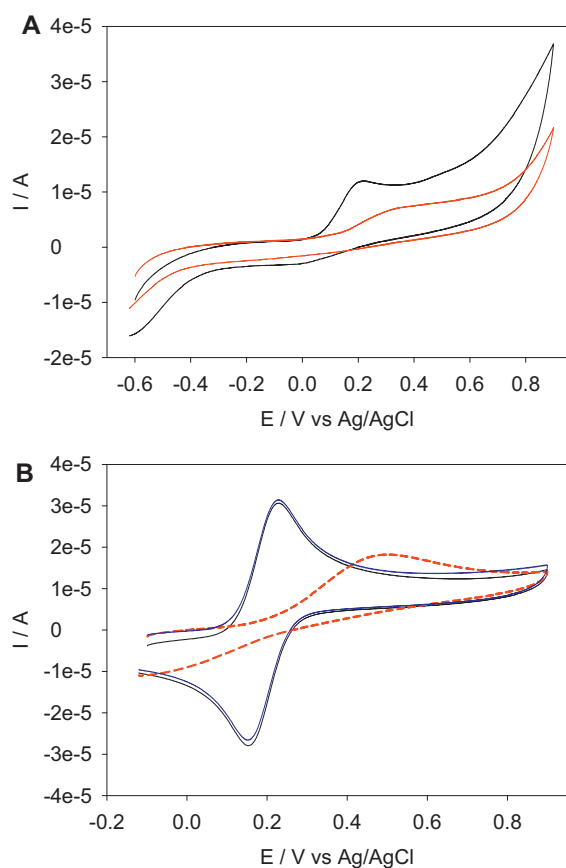 A
4e-5
3e-5
2e-5
1e-5
0
-1e-5
-2e-5
I / A
-0.6 -0.4 -0.2 0.0 0.2 0.4 0.6 0.8
E / V vs Ag/AgCl
B
4e-5
3e-5
2e-5
1e-5
0
-1e-5
-2e-5
-3e-5
-4e-5
I / A
-0.2 0.0 0.2 0.4 0.6 0.8
E / V vs Ag/AgCl